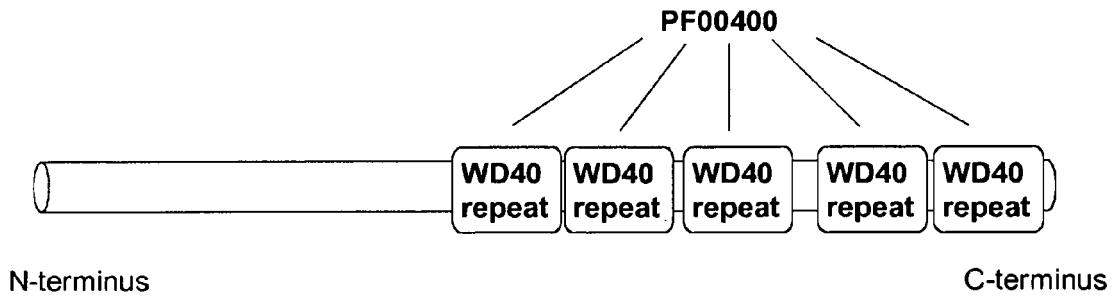 PF00400
WD40 WD40 WD40 WD40 WD40
repeat repeat repeat repeat repeat
N-terminus C-terminus